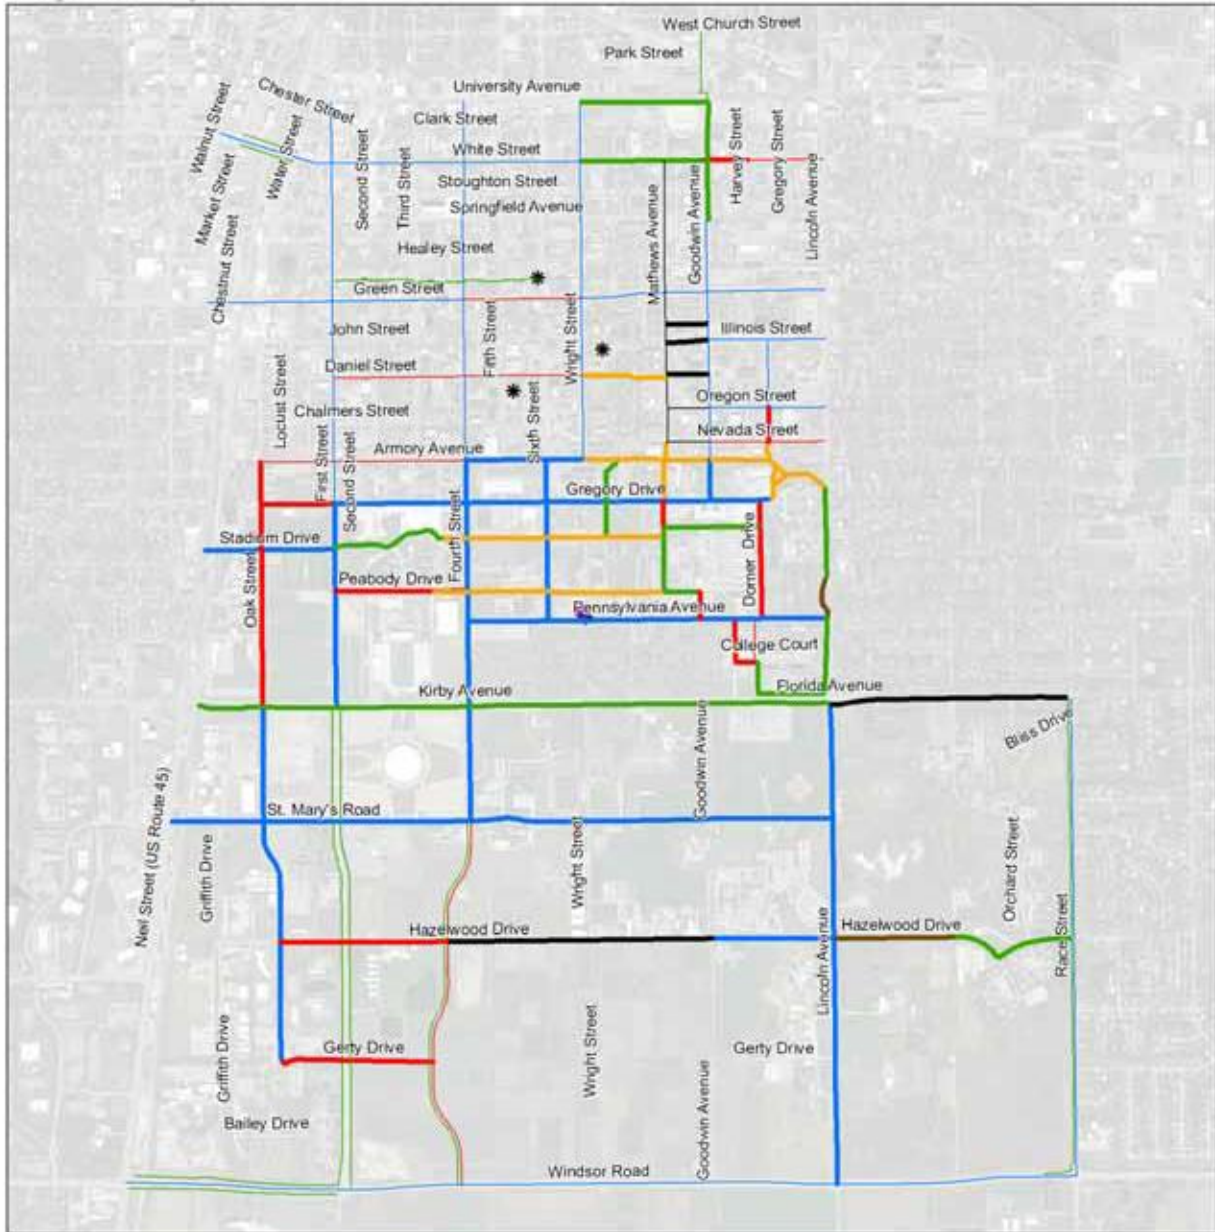 West Church Street
Park Street
University Avenue
Chester Street
Clark Street
Walnut Street
Water Street
White Street
Harvey Street
Gregory Street
Market Street
Second Street
Third Street
Stoughton Street
Springfield Avenue
Mathews Avenue
Goodwin Avenue
Lincoln Avenue
Healey Street
Chestnut Street
Green Street
John Street
Fifth Street
Wright Street
Illinois Street
Daniel Street
Locust Street
Chalmers Street
Sixth Street
Oregon Street
Nevada Street
First Street
Second Street
Armory Avenue
Gregory Drive
Stadium Drive
Fourth Street
Dorner Drive
Oak Street
Peabody Drive
Pennsylvania Avenue
College Court
Kirby Avenue
Florida Avenue
Goodwin Avenue
Bliss Drive
St. Mary's Road
Neil Street (US Route 45)
Griffith Drive
Wright Street
Orchard Street
Hazelwood Drive
Lincoln Avenue
Hazelwood Drive
Race Street
Griffith Drive
Gerty Drive
Wright Street
Gerty Drive
Goodwin Avenue
Bailey Drive
Windsor Road